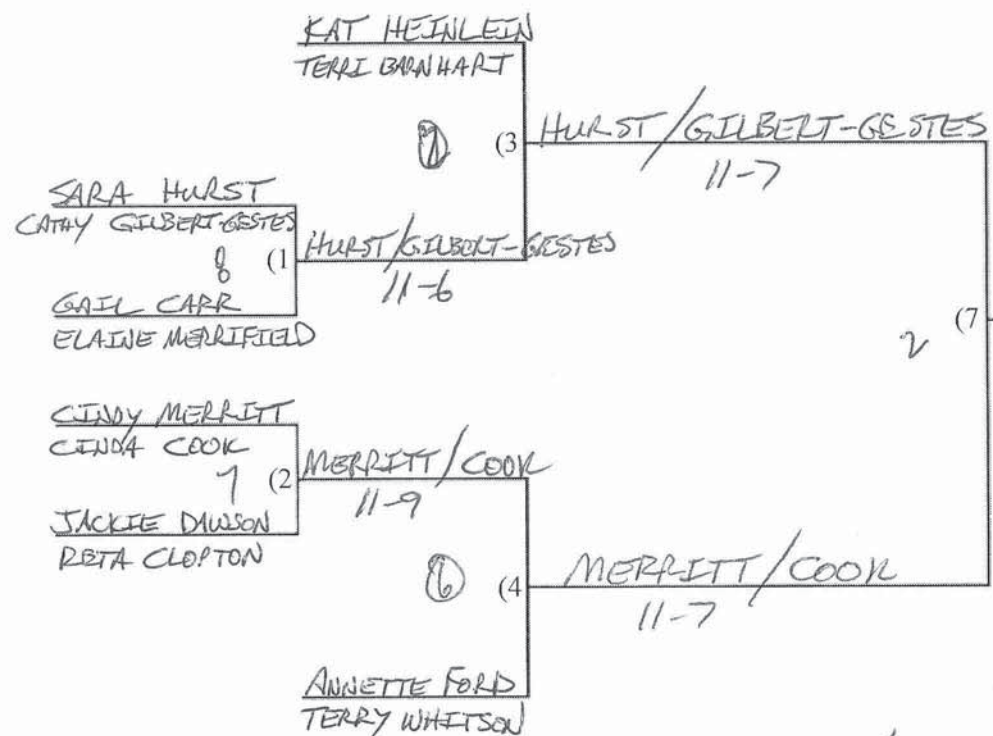 KAT HEINLEIN
TERRI BARNHART
(3
HURST/GILBERT-GESTES
11-7
SARA HURST
CATHY GILBERT-GESTES
8 (1
HURST/GILBERT-GESTES
11-6
GAIL CARR
ELAINE MERRIFIELD
2 (7
CINDY MERRITT
CINDA COOK
7 (2
MERRITT/COOK
11-9
JACKIE DAWSON
RETA CLOPTON
6 (4
MERRITT/COOK
11-7
ANNETTE FORD
TERRY WHITSON